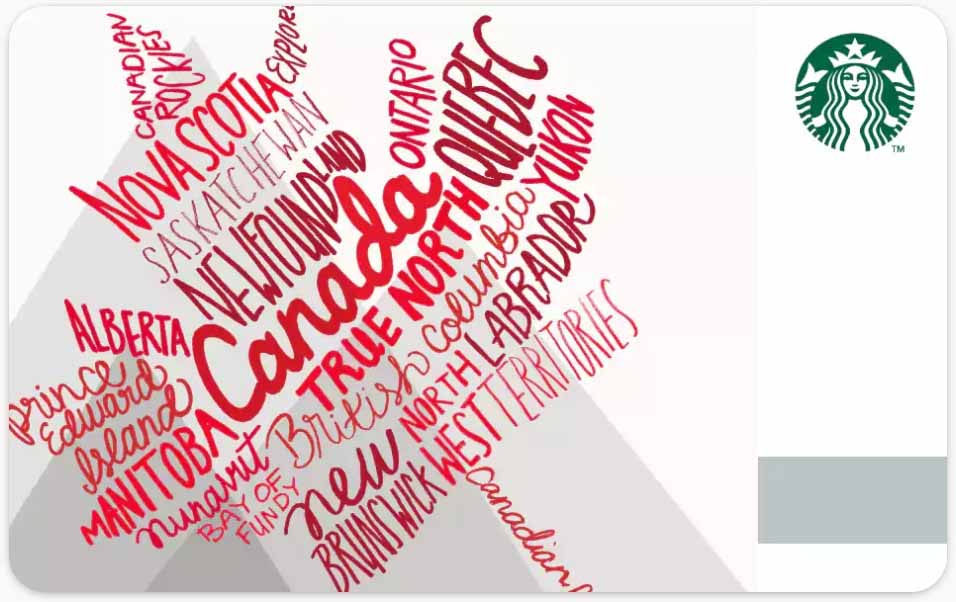 CANADIAN
ROCKIES
EXPLORE
NOVA SCOTIA
SASKATCHEWAN
NEWFOUNDLAND
ONTARIO
QUEBEC
YUKON
Canada
TRUE NORTH
British Columbia
LABRADOR
ALBERTA
Prince
Edward
Island
MANITOBA
Nunavut
BAY OF
FUNDY
new
BRUNSWICK
NORTH
WEST TERRITORIES
Canadian
TM